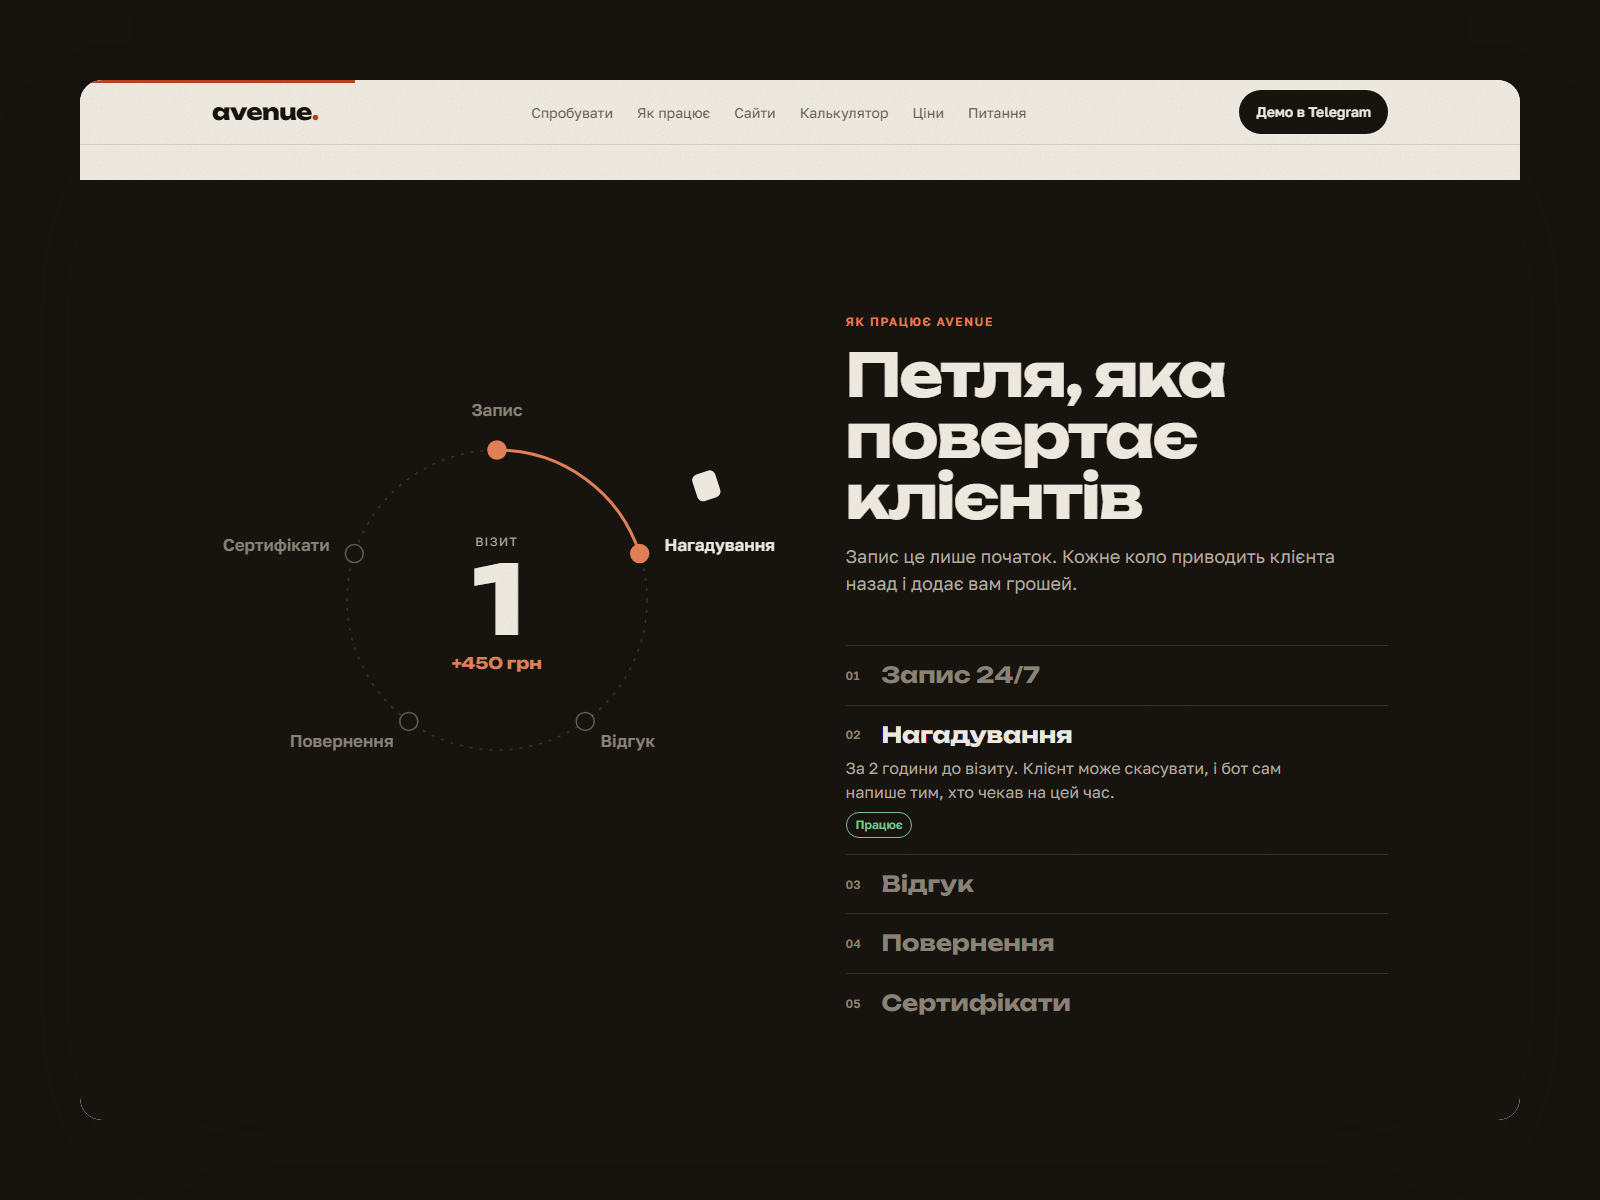 avenue.
Спробувати
Як працює
Сайти
Калькулятор
Ціни
Питання
Демо в Telegram
Запис
Нагадування
Сертифікати
ВІЗИТ
1
+450 грн
Повернення
Відгук
ЯК ПРАЦЮЄ AVENUE
Петля, яка
повертає
клієнтів
Запис це лише початок. Кожне коло приводить клієнта
назад і додає вам грошей.
01 Запис 24/7
02 Нагадування
За 2 години до візиту. Клієнт може скасувати, і бот сам
напише тим, хто чекав на цей час.
Працює
03 Відгук
04 Повернення
05 Сертифікати